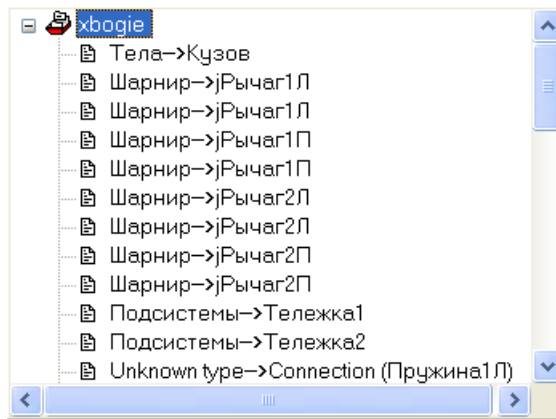 xbogie
Тела–>Кузов
Шарнир–>jРычаг1Л
Шарнир–>jРычаг1Л
Шарнир–>jРычаг1П
Шарнир–>jРычаг1П
Шарнир–>jРычаг2Л
Шарнир–>jРычаг2Л
Шарнир–>jРычаг2П
Шарнир–>jРычаг2П
Подсистемы–>Тележка1
Подсистемы–>Тележка2
Unknown type–>Connection (Пружина1Л)